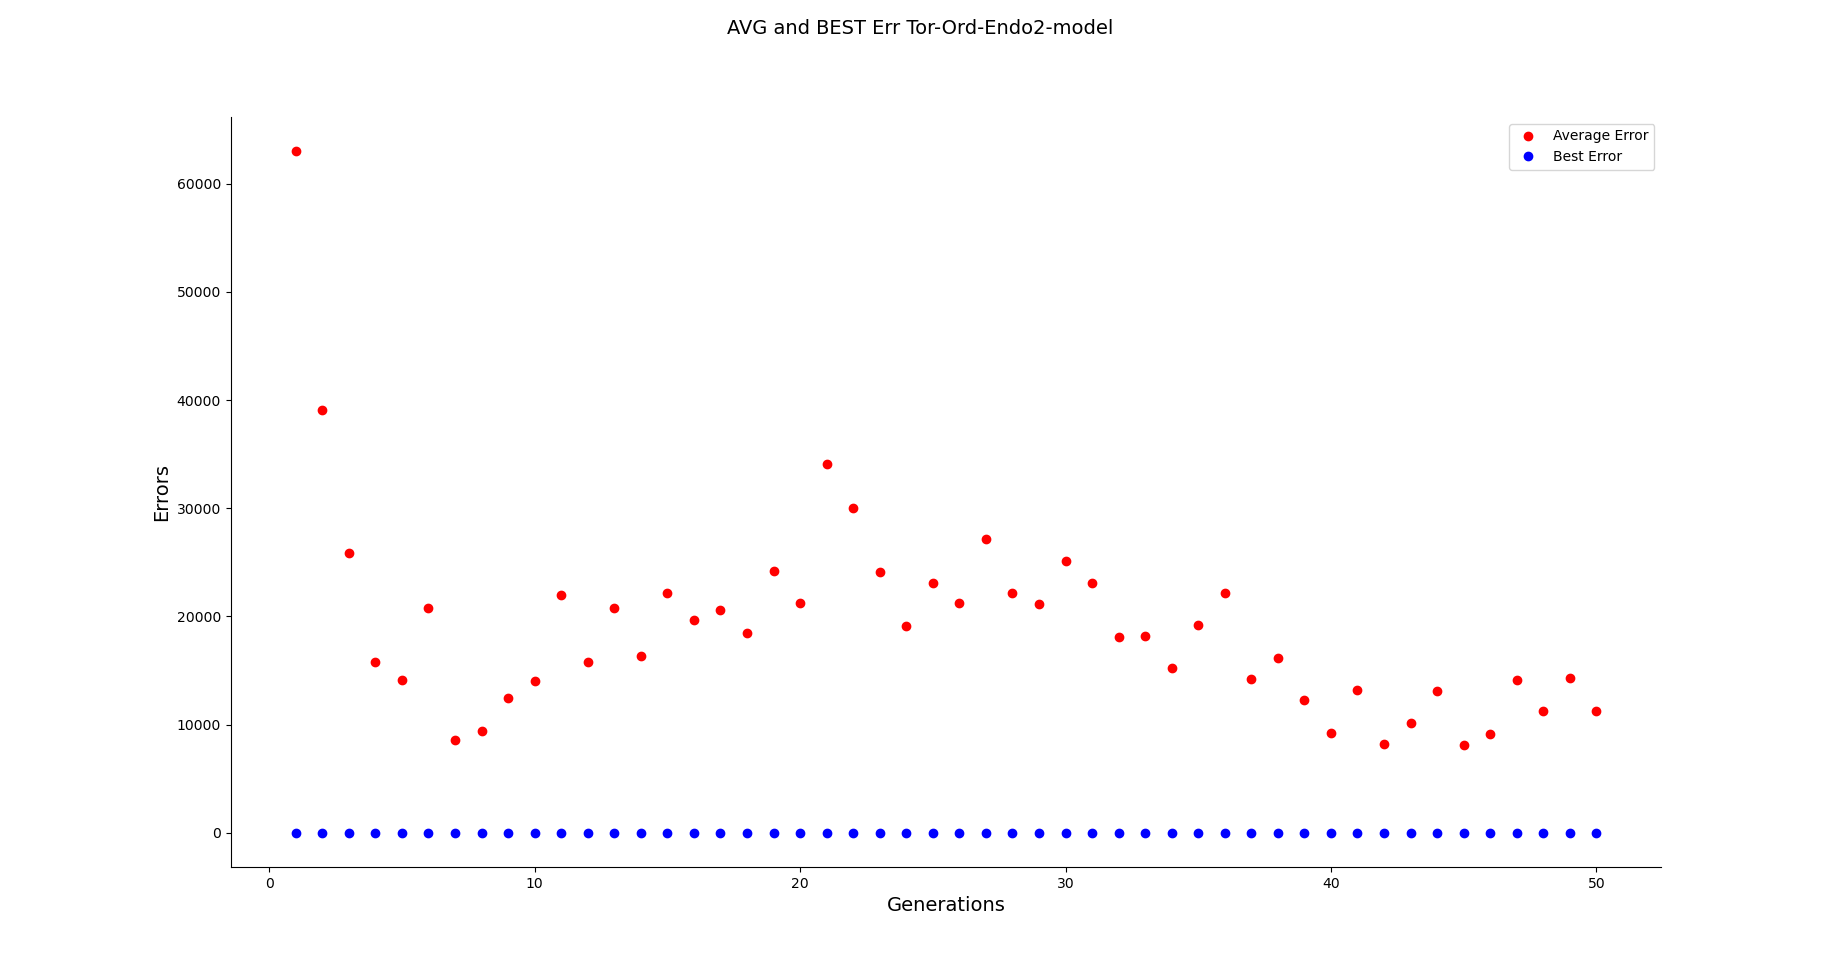 AVG and BEST Err Tor-Ord-Endo2-model
Average Error
Best Error
60000
50000
40000
30000
20000
10000
0
Errors
0 10 20 30 40 50
Generations